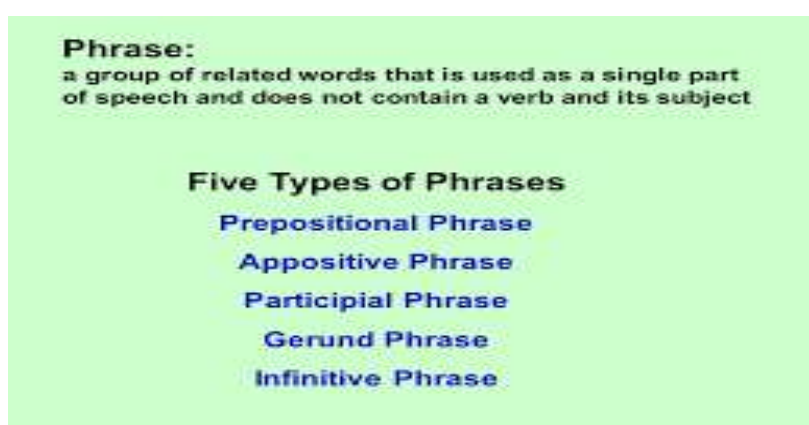 Phrase:
a group of related words that is used as a single part
of speech and does not contain a verb and its subject
Five Types of Phrases
Prepositional Phrase
Appositive Phrase
Participial Phrase
Gerund Phrase
Infinitive Phrase